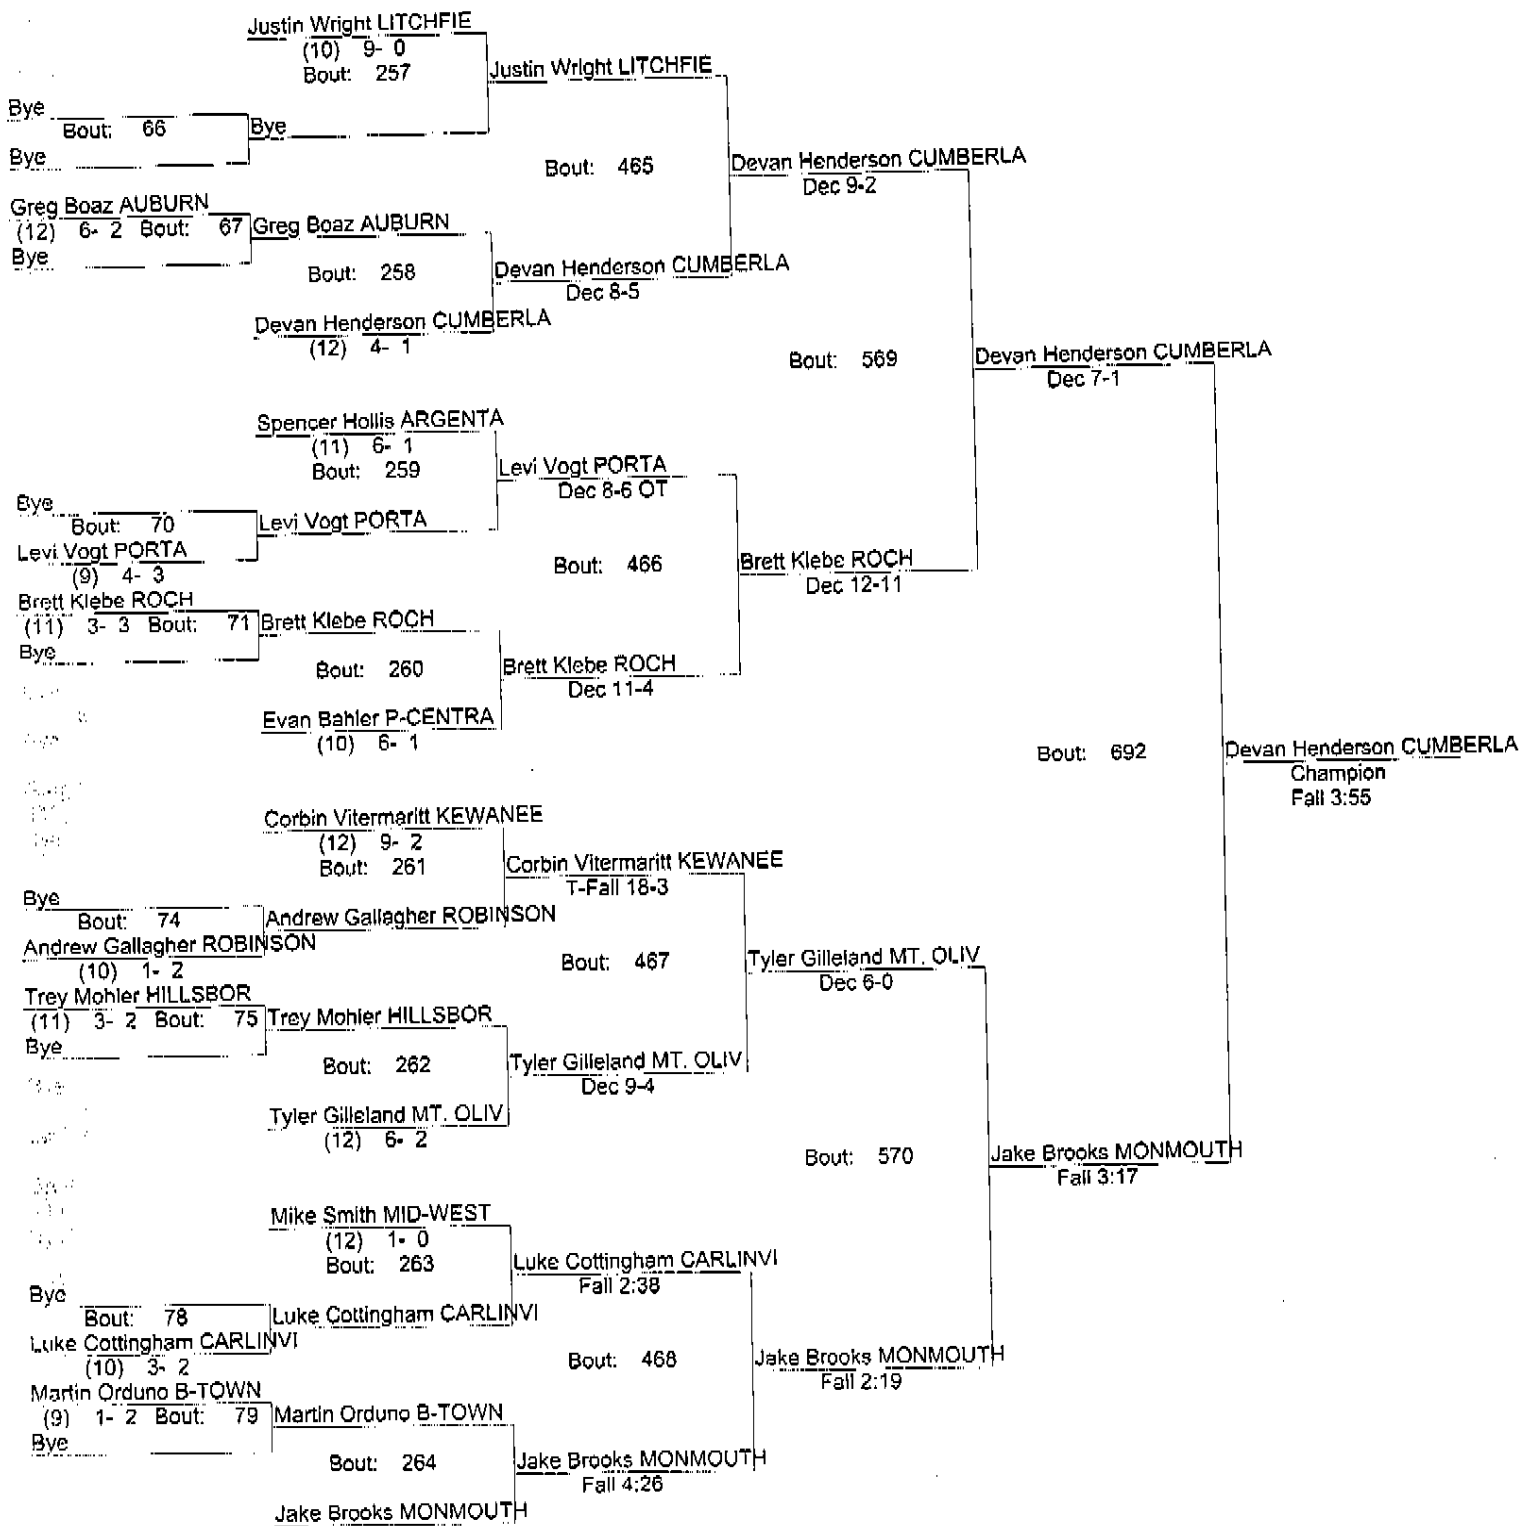 Justin Wright LITCHFIE
(10) 9- 0
Bout: 257
Justin Wright LITCHFIE
Bye
Bout: 66
Bye
Bye
Bout: 465
Devan Henderson CUMBERLA
Dec 9-2
Greg Boaz AUBURN
(12) 6- 2 Bout: 67
Greg Boaz AUBURN
Bye
Bout: 258
Devan Henderson CUMBERLA
Dec 8-5
Devan Henderson CUMBERLA
(12) 4- 1
Bout: 569
Devan Henderson CUMBERLA
Dec 7-1
Spencer Hollis ARGENTA
(11) 6- 1
Bout: 259
Levi Vogt PORTA
Dec 8-6 OT
Bye
Bout: 70
Levi Vogt PORTA
Levi Vogt PORTA
(9) 4- 3
Bout: 466
Brett Klebe ROCH
Dec 12-11
Brett Klebe ROCH
(11) 3- 3 Bout: 71
Brett Klebe ROCH
Bye
Bout: 260
Brett Klebe ROCH
Dec 11-4
Evan Bahler P-CENTRA
(10) 6- 1
Bout: 692
Devan Henderson CUMBERLA
Champion
Fall 3:55
Corbin Vitermaritt KEWANEE
(12) 9- 2
Bout: 261
Corbin Vitermaritt KEWANEE
T-Fall 18-3
Bye
Bout: 74
Andrew Gallagher ROBINSON
Andrew Gallagher ROBINSON
(10) 1- 2
Bout: 467
Tyler Gilleland MT. OLIV
Dec 6-0
Trey Mohler HILLSBOR
(11) 3- 2 Bout: 75
Trey Mohler HILLSBOR
Bye
Bout: 262
Tyler Gilleland MT. OLIV
Dec 9-4
Tyler Gilleland MT. OLIV
(12) 6- 2
Bout: 570
Jake Brooks MONMOUTH
Fall 3:17
Mike Smith MID-WEST
(12) 1- 0
Bout: 263
Luke Cottingham CARLINVI
Fall 2:38
Bye
Bout: 78
Luke Cottingham CARLINVI
Luke Cottingham CARLINVI
(10) 3- 2
Bout: 468
Jake Brooks MONMOUTH
Fall 2:19
Martin Orduno B-TOWN
(9) 1- 2 Bout: 79
Martin Orduno B-TOWN
Bye
Bout: 264
Jake Brooks MONMOUTH
Fall 4:26
Jake Brooks MONMOUTH